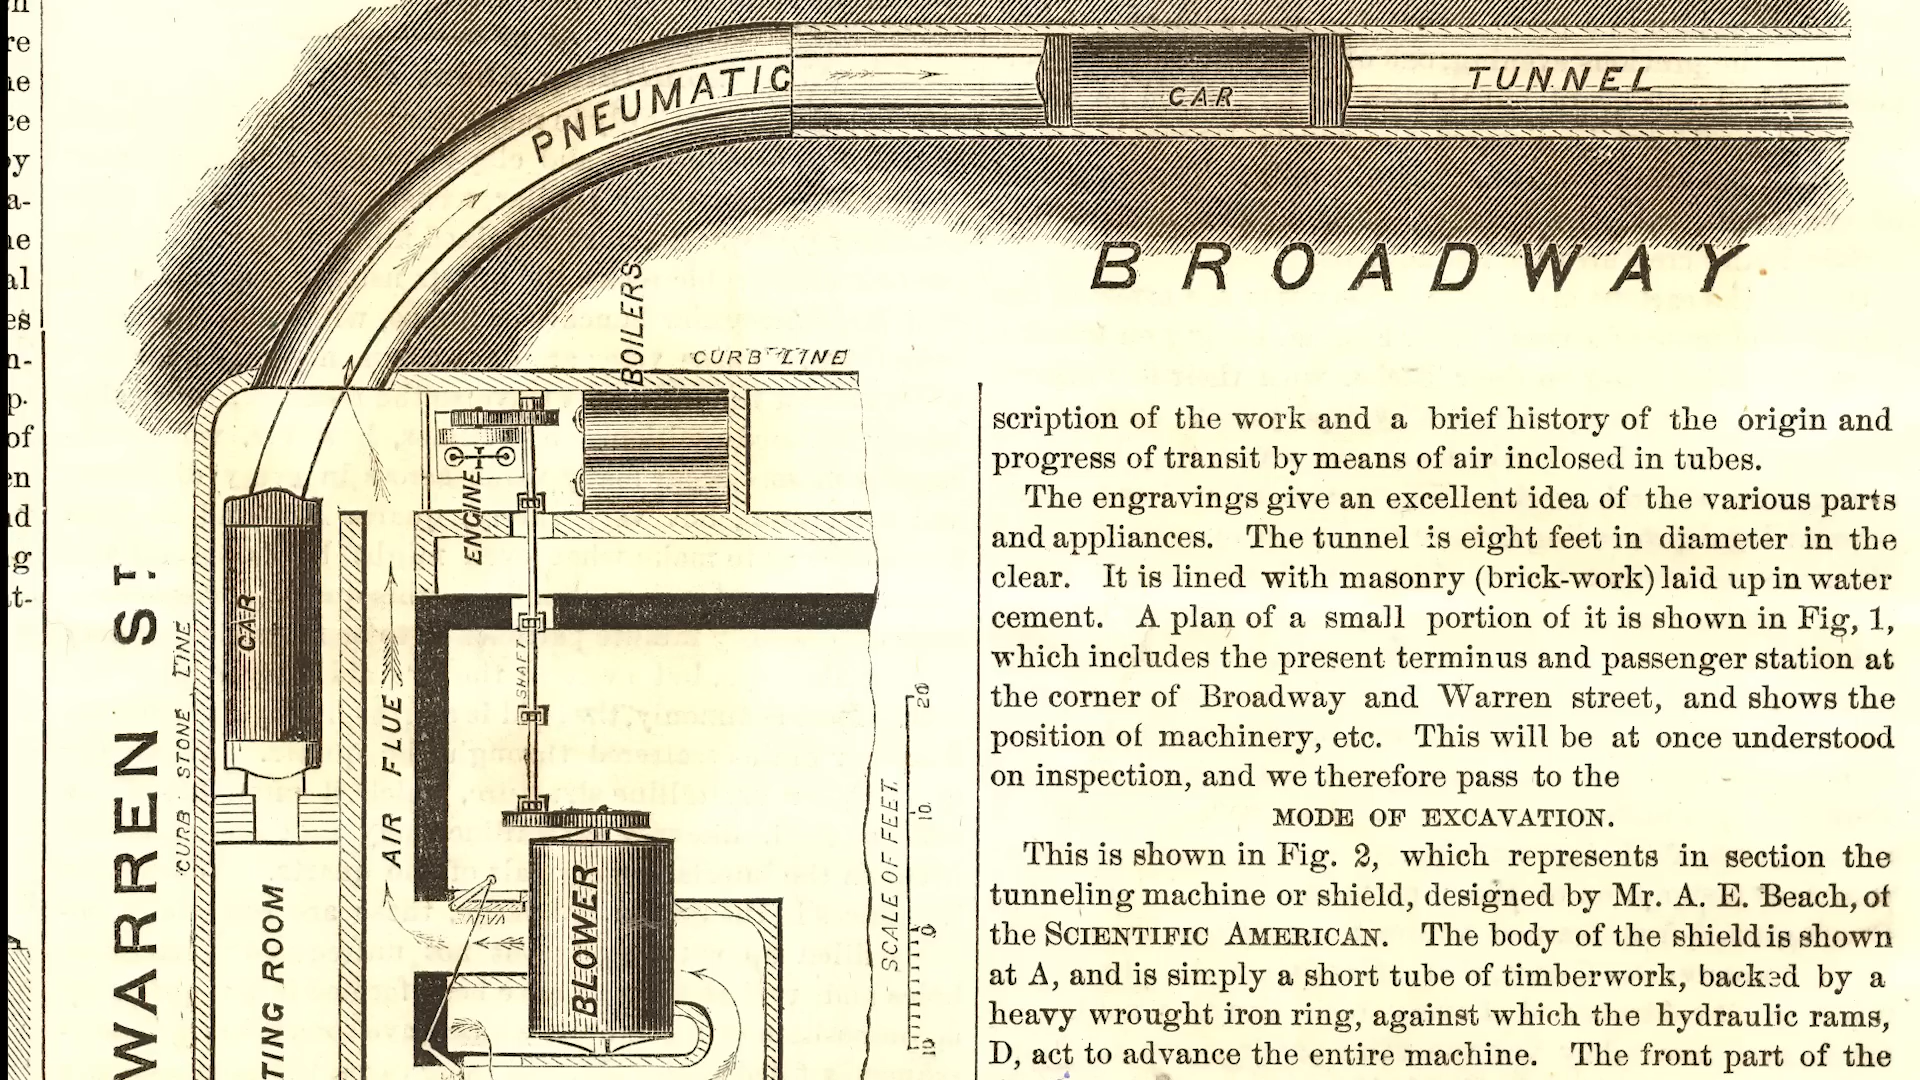 PNEUMATIC
CAR
TUNNEL
BROADWAY
BOILERS
CURB LINE
ENGINE
WARREN ST
CURB STONE LINE
CAR
AIR FLUE
SHAFT
VALVE
BLOWER
SCALE OF FEET.
20
10
0
10
scription of the work and a brief history of the origin and
progress of transit by means of air inclosed in tubes.
The engravings give an excellent idea of the various parts
and appliances. The tunnel is eight feet in diameter in the
clear. It is lined with masonry (brick-work) laid up in water
cement. A plan of a small portion of it is shown in Fig, 1,
which includes the present terminus and passenger station at
the corner of Broadway and Warren street, and shows the
position of machinery, etc. This will be at once understood
on inspection, and we therefore pass to the
MODE OF EXCAVATION.
This is shown in Fig. 2, which represents in section the
tunneling machine or shield, designed by Mr. A. E. Beach, of
the SCIENTIFIC AMERICAN. The body of the shield is shown
at A, and is simply a short tube of timberwork, backed by a
heavy wrought iron ring, against which the hydraulic rams,
D, act to advance the entire machine. The front part of the
TING ROOM